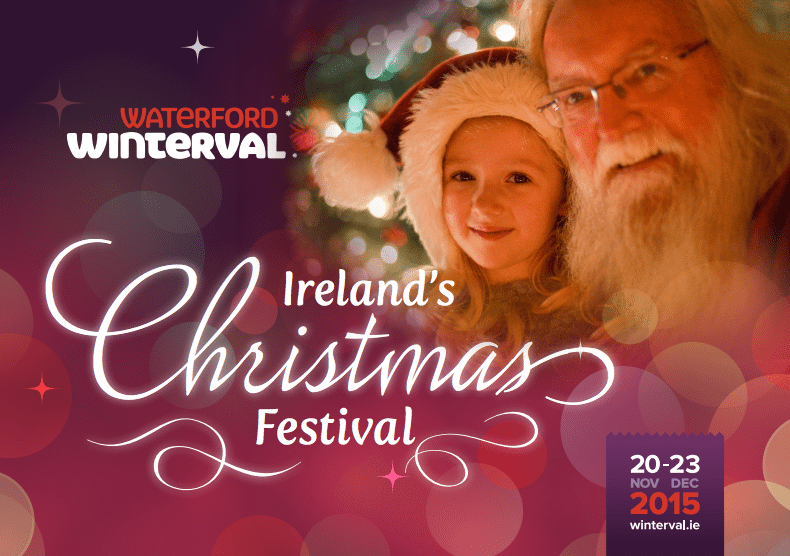 WATERFORD
WINTERVAL
Ireland's
Christmas
Festival
20-23
NOV DEC
2015
winterval.ie